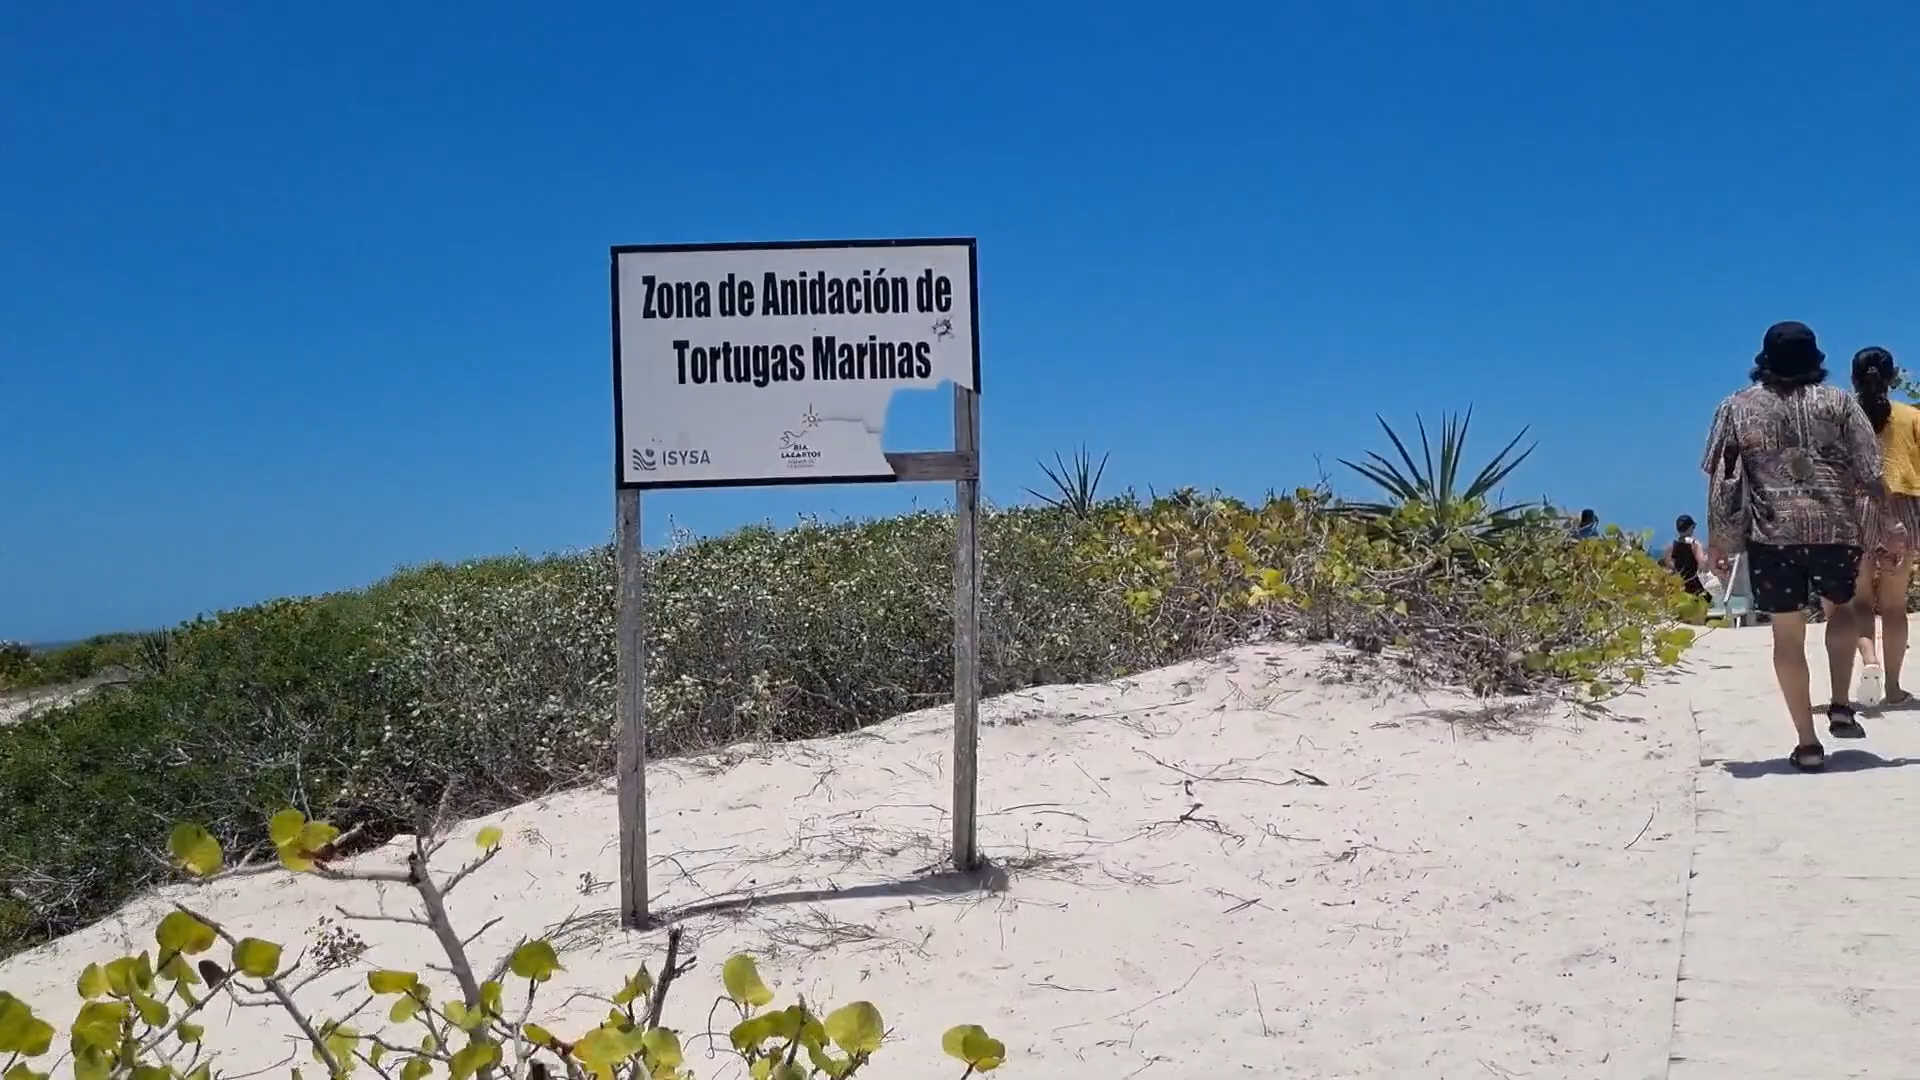 Zona de Anidación de
Tortugas Marinas
ISYSA
RIA
LAGARTOS